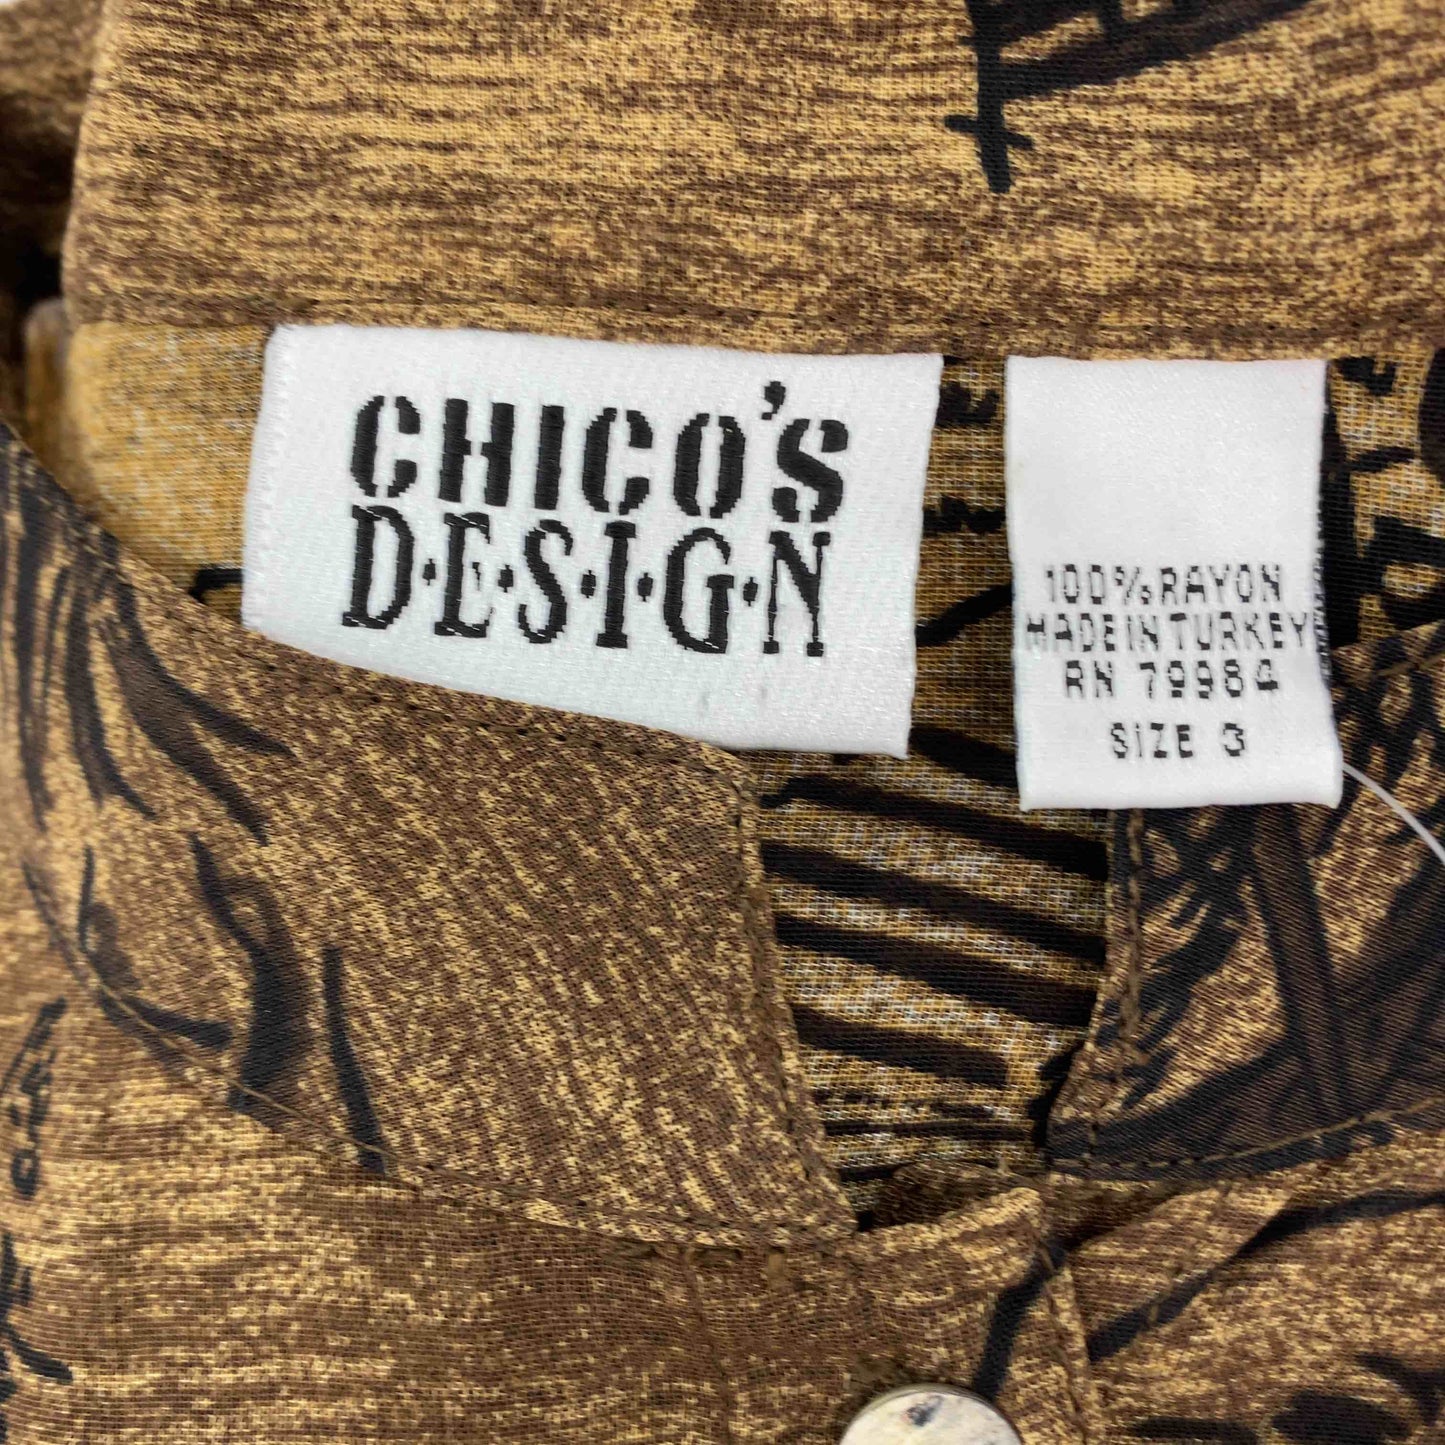 CHICO'S
D·E·S·I·G·N
100% RAYON
MADE IN TURKEY
RN 79984
SIZE 3